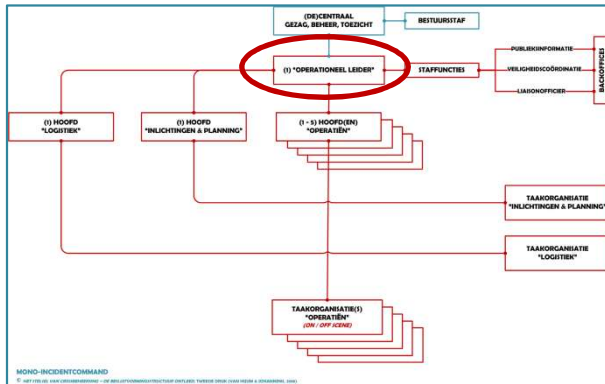 (DE)CENTRAAL
GEZAG, BEHEER, TOEZICHT
BESTUURSSTAF
(1) "OPERATIONEEL LEIDER"
STAFFUNCTIES
PUBLIEKSINFORMATIE
VEILIGHEIDSCOÖRDINATIE
LIAISONOFFICIER
BACKOFFICES
(1) HOOFD
"LOGISTIEK"
(1) HOOFD
"INLICHTINGEN & PLANNING"
(1 - 5) HOOFD(EN)
"OPERATIËN"
TAAKORGANISATIE
"INLICHTINGEN & PLANNING"
TAAKORGANISATIE
"LOGISTIEK"
TAAKORGANISATIE(S)
"OPERATIËN"
(ON / OFF SCENE)
MONO-INCIDENTCOMMAND